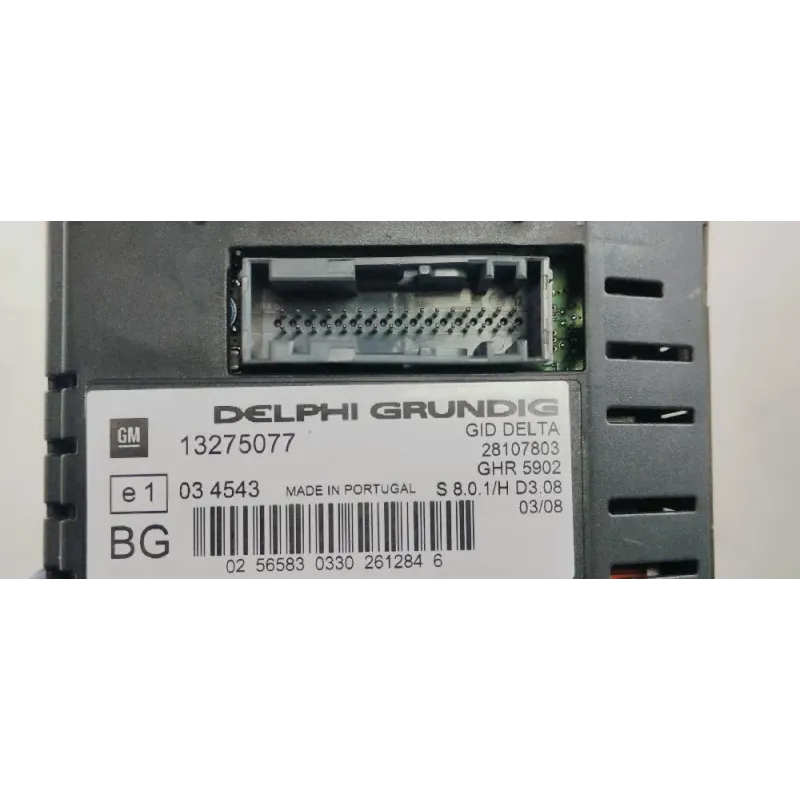 DELPHI GRUNDIG
GM 13275077 GID DELTA
28107803
GHR 5902
e 1 03 4543 MADE IN PORTUGAL S 8.0.1/H D3.08
03/08
BG
02 56583 0330 261284 6